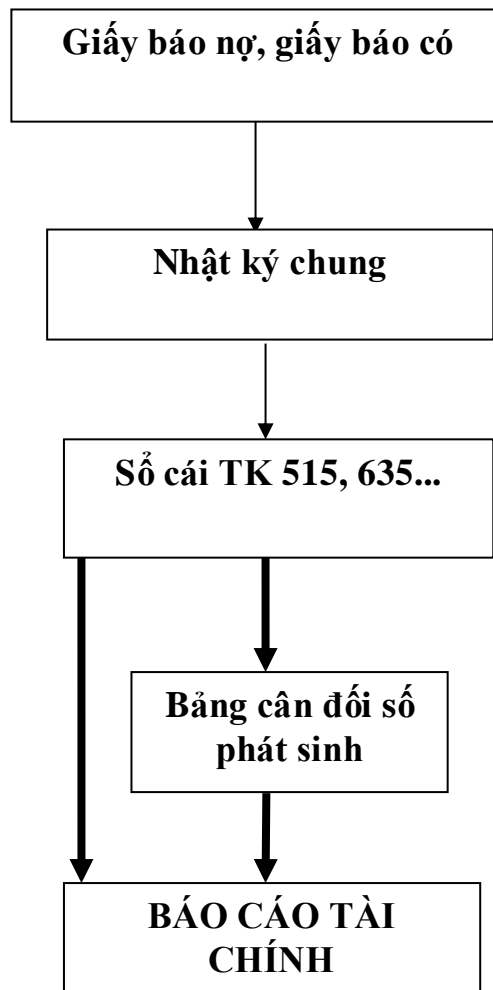 Giấy báo nợ, giấy báo có
Nhật ký chung
Sổ cái TK 515, 635...
Bảng cân đối số
phát sinh
BÁO CÁO TÀI
CHÍNH